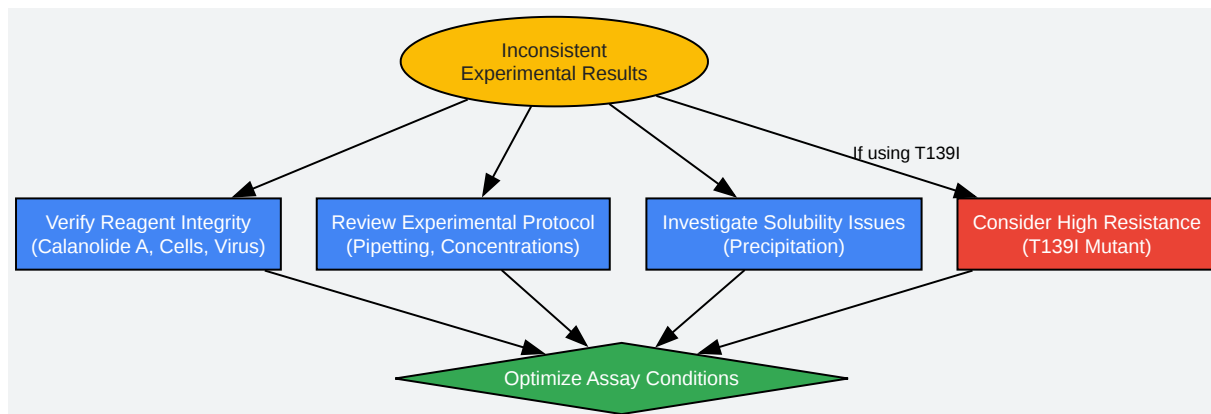 Inconsistent
Experimental Results
If using T139I
Verify Reagent Integrity
(Calanolide A, Cells, Virus)
Review Experimental Protocol
(Pipetting, Concentrations)
Investigate Solubility Issues
(Precipitation)
Consider High Resistance
(T139I Mutant)
Optimize Assay Conditions